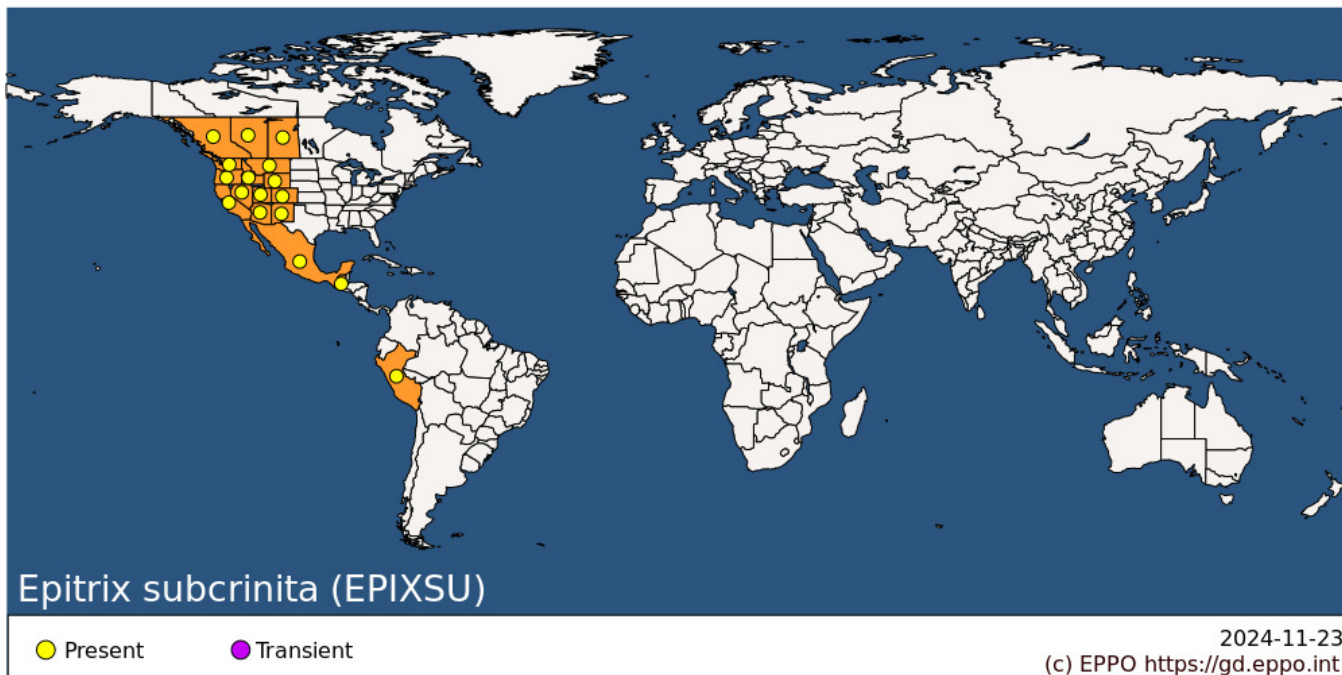 Epitrix subcrinita (EPIXSU)
Present
Transient
2024-11-23
(c) EPPO https://gd.eppo.int